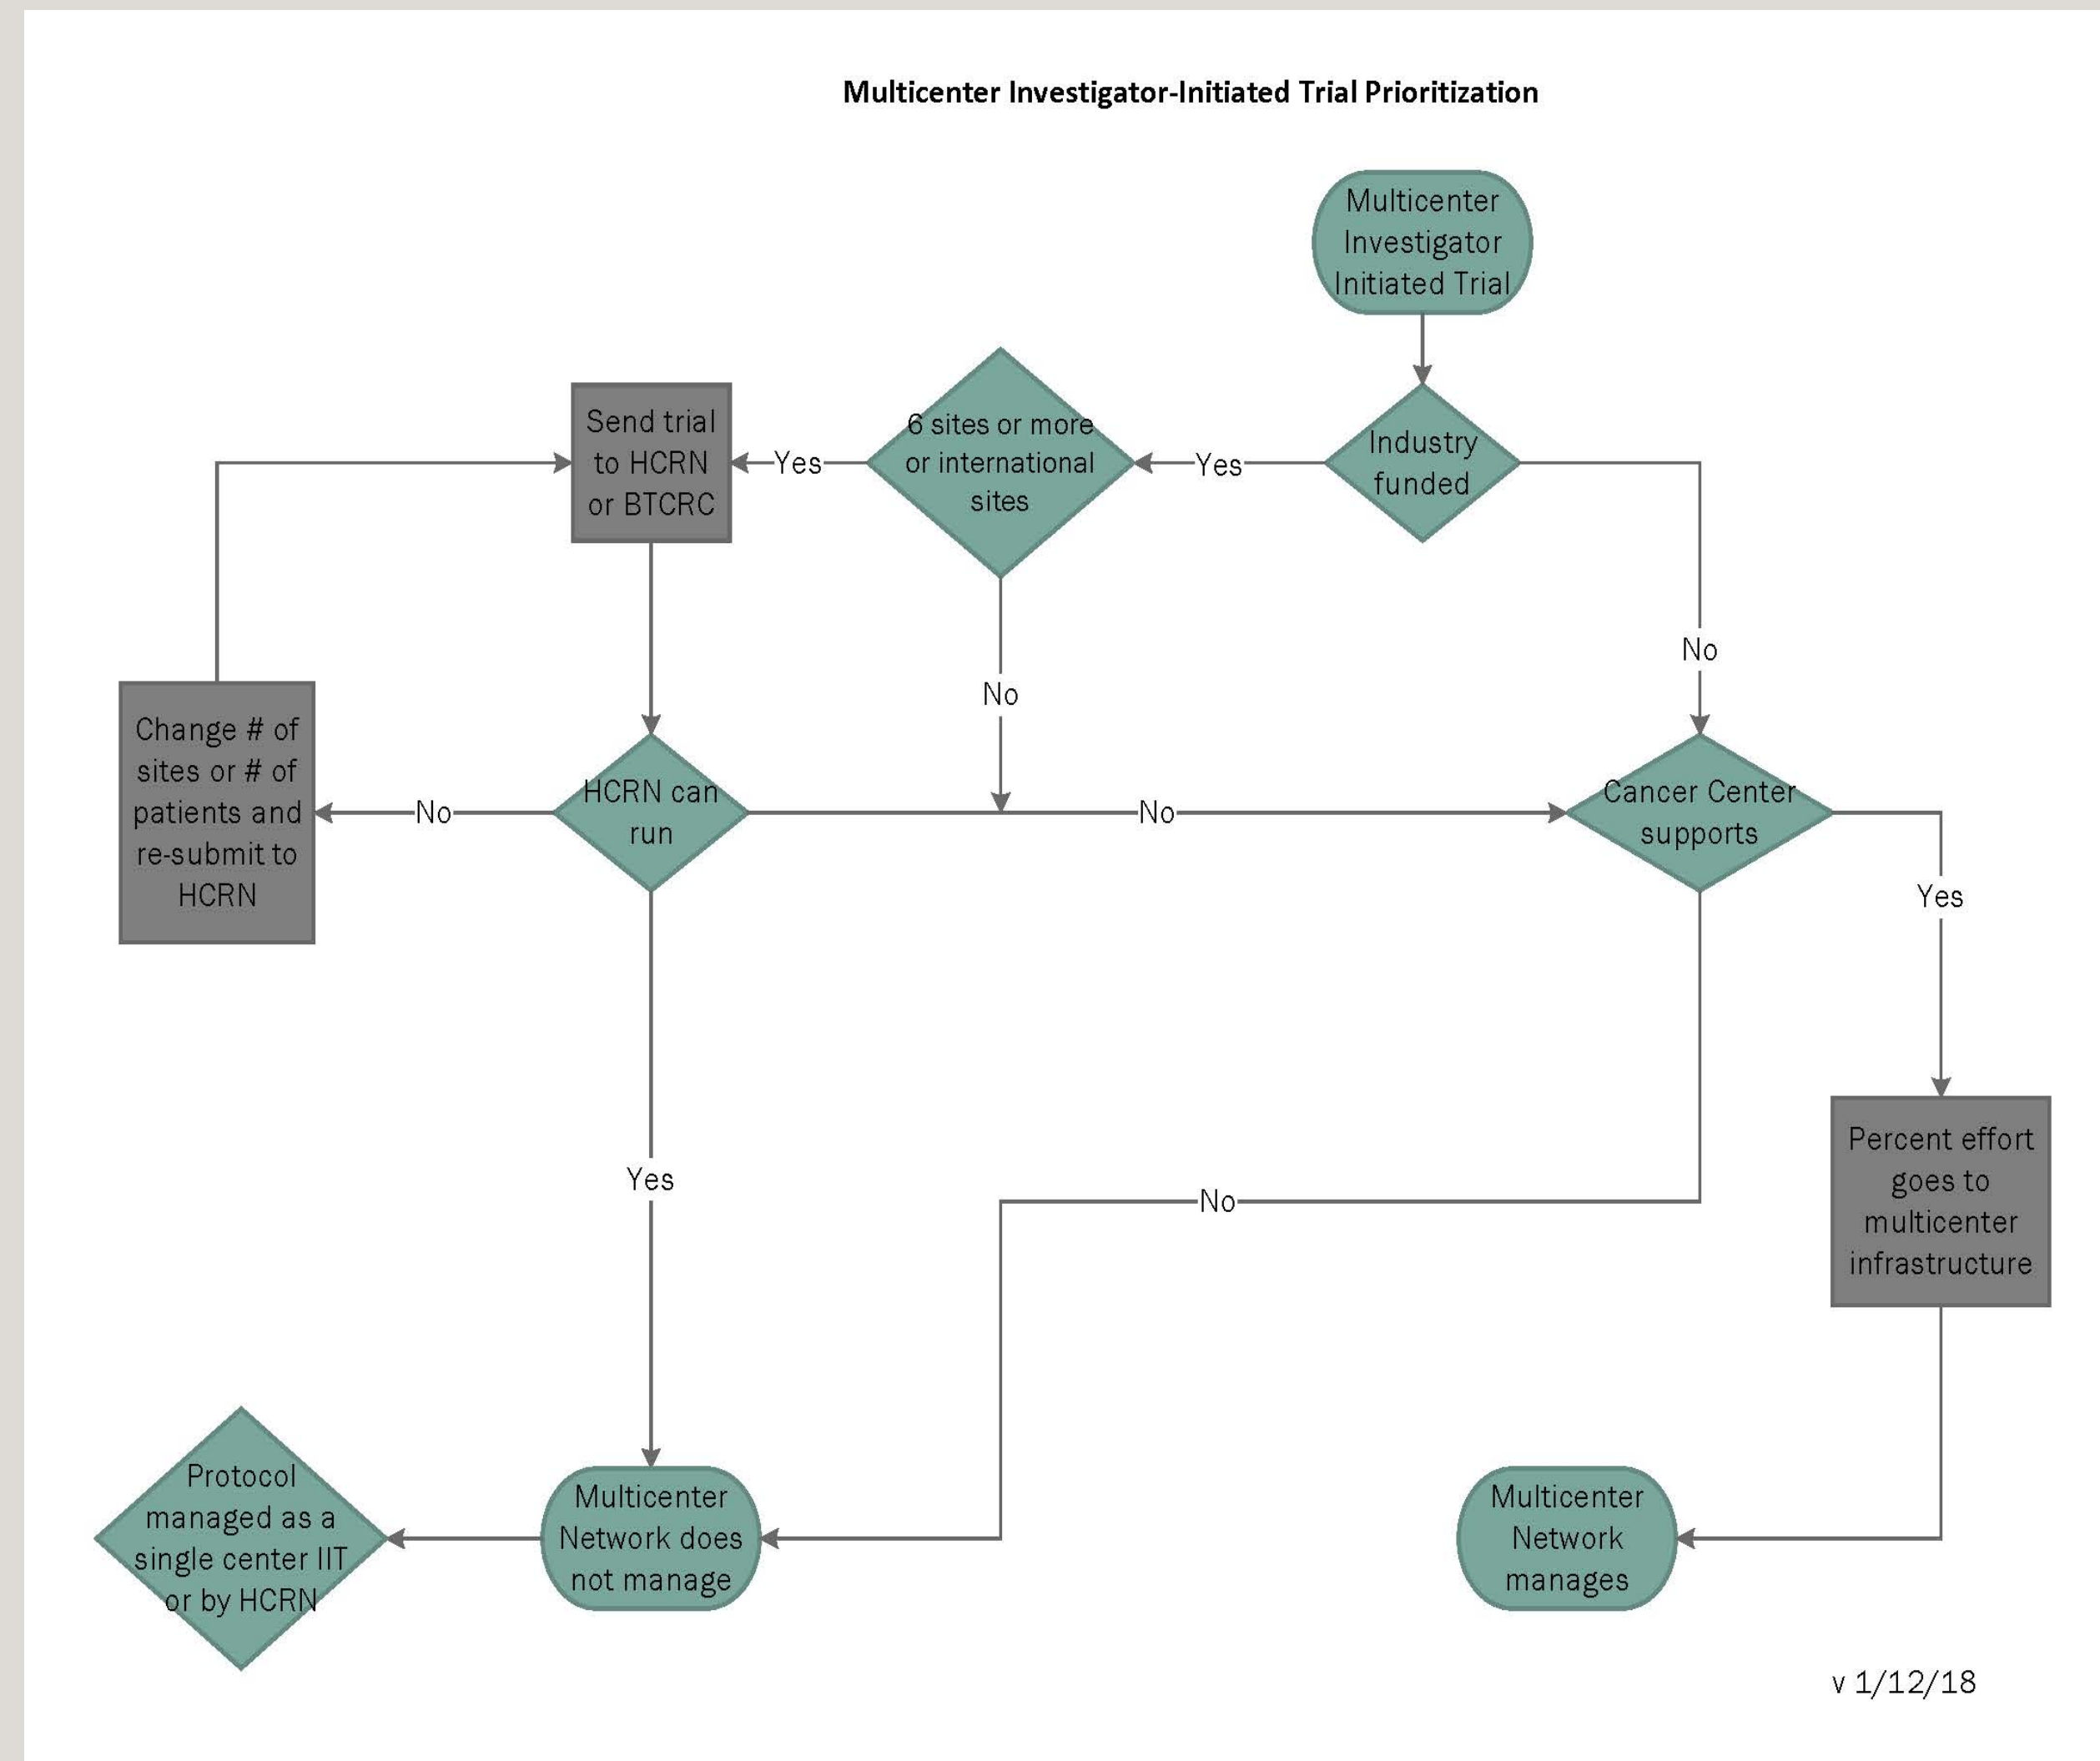 Multicenter Investigator-Initiated Trial Prioritization
Multicenter
Investigator
Initiated Trial
Industry
funded
Yes
No
6 sites or more
or international
sites
Yes
No
Send trial
to HCRN
or BTCRC
Change # of
sites or # of
patients and
re-submit to
HCRN
No
HCRN can
run
No
Cancer Center
supports
Yes
Yes
No
Percent effort
goes to
multicenter
infrastructure
Protocol
managed as a
single center IIT
or by HCRN
Multicenter
Network does
not manage
Multicenter
Network
manages
v 1/12/18